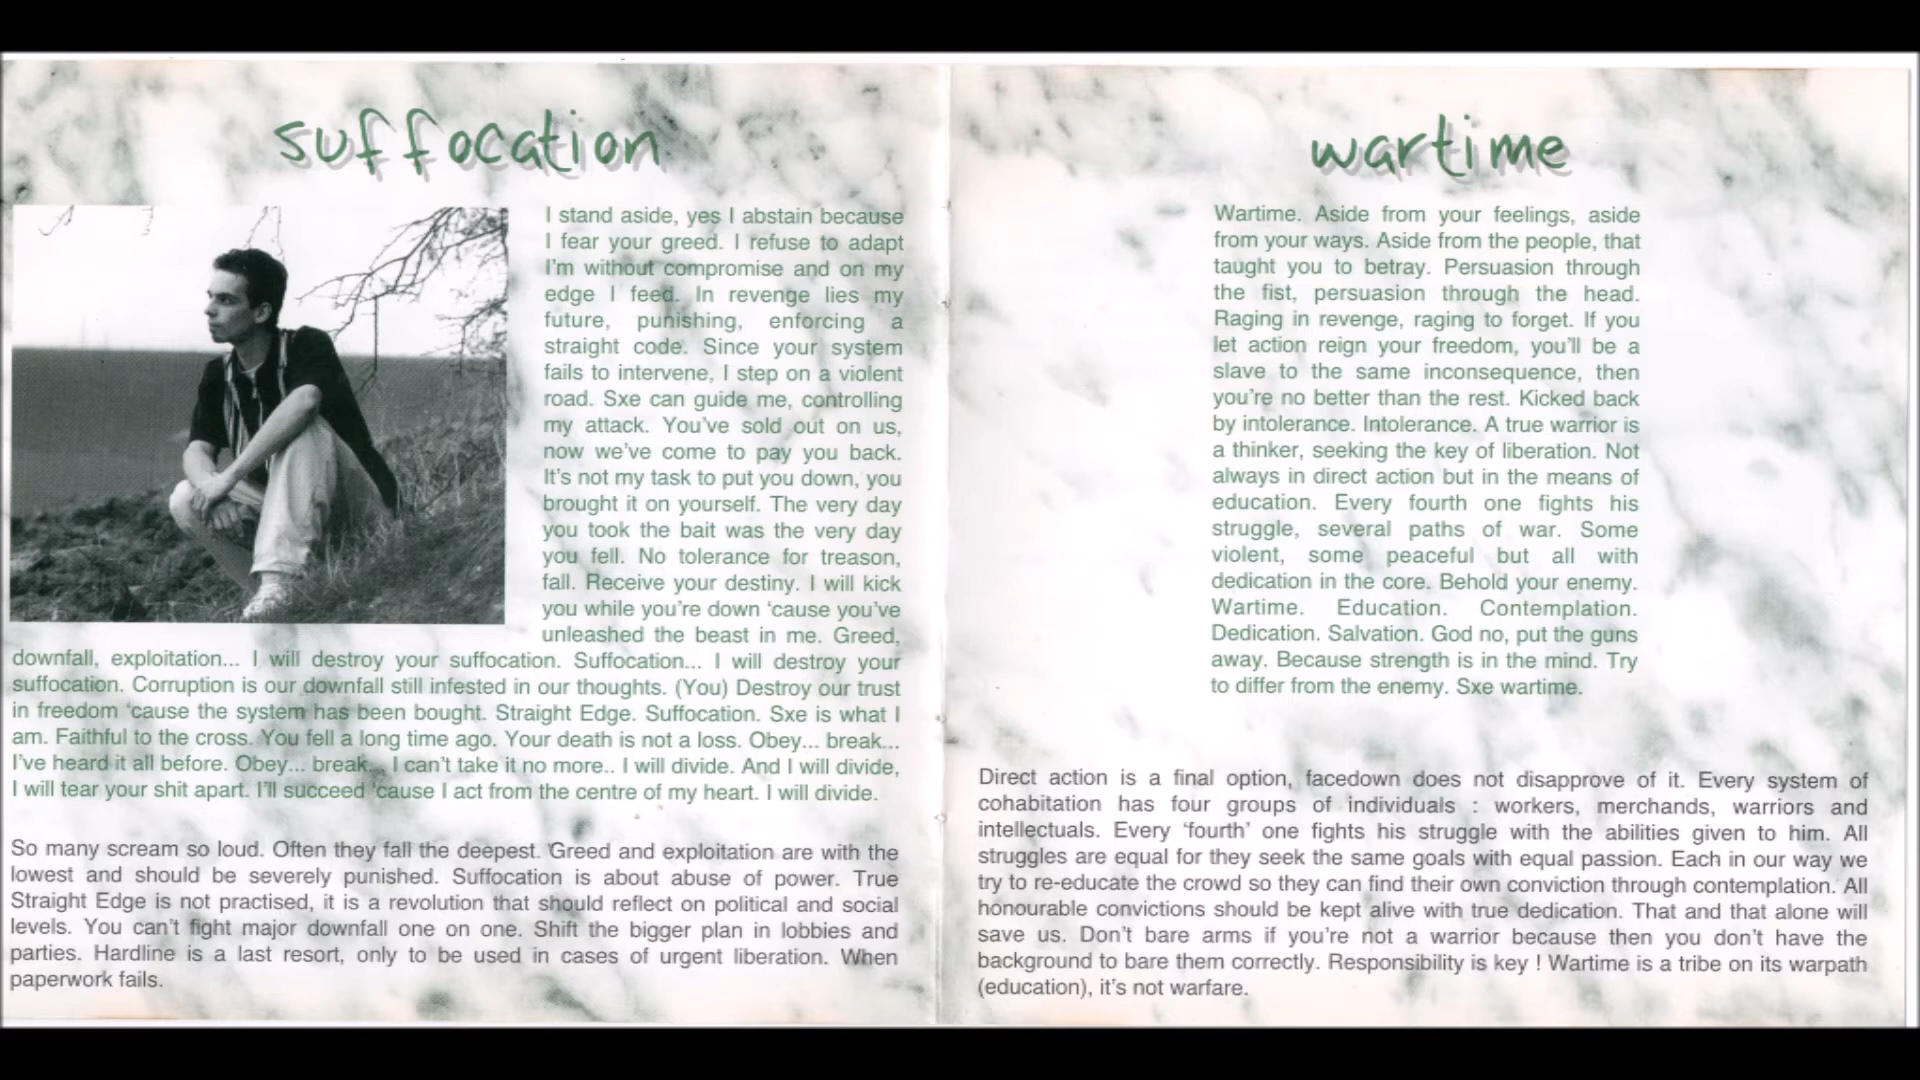 suffocation
I stand aside, yes I abstain because
I fear your greed. I refuse to adapt
I'm without compromise and on my
edge I feed. In revenge lies my
future, punishing, enforcing a
straight code. Since your system
fails to intervene, I step on a violent
road. Sxe can guide me, controlling
my attack. You've sold out on us,
now we've come to pay you back.
It's not my task to put you down, you
brought it on yourself. The very day
you took the bait was the very day
you fell. No tolerance for treason,
fall. Receive your destiny. I will kick
you while you're down 'cause you've
unleashed the beast in me. Greed,
downfall, exploitation... I will destroy your suffocation. Suffocation... I will destroy your
suffocation. Corruption is our downfall still infested in our thoughts. (You) Destroy our trust
in freedom 'cause the system has been bought. Straight Edge. Suffocation. Sxe is what I
am. Faithful to the cross. You fell a long time ago. Your death is not a loss. Obey... break...
I've heard it all before. Obey... break... I can't take it no more.. I will divide. And I will divide,
I will tear your shit apart. I'll succeed 'cause I act from the centre of my heart. I will divide.
So many scream so loud. Often they fall the deepest. Greed and exploitation are with the
lowest and should be severely punished. Suffocation is about abuse of power. True
Straight Edge is not practised, it is a revolution that should reflect on political and social
levels. You can't fight major downfall one on one. Shift the bigger plan in lobbies and
parties. Hardline is a last resort, only to be used in cases of urgent liberation. When
paperwork fails.
wartime
Wartime. Aside from your feelings, aside
from your ways. Aside from the people, that
taught you to betray. Persuasion through
the fist, persuasion through the head.
Raging in revenge, raging to forget. If you
let action reign your freedom, you'll be a
slave to the same inconsequence, then
you're no better than the rest. Kicked back
by intolerance. Intolerance. A true warrior is
a thinker, seeking the key of liberation. Not
always in direct action but in the means of
education. Every fourth one fights his
struggle, several paths of war. Some
violent, some peaceful but all with
dedication in the core. Behold your enemy.
Wartime. Education. Contemplation.
Dedication. Salvation. God no, put the guns
away. Because strength is in the mind. Try
to differ from the enemy. Sxe wartime.
Direct action is a final option, facedown does not disapprove of it. Every system of
cohabitation has four groups of individuals : workers, merchands, warriors and
intellectuals. Every 'fourth' one fights his struggle with the abilities given to him. All
struggles are equal for they seek the same goals with equal passion. Each in our way we
try to re-educate the crowd so they can find their own conviction through contemplation. All
honourable convictions should be kept alive with true dedication. That and that alone will
save us. Don't bare arms if you're not a warrior because then you don't have the
background to bare them correctly. Responsibility is key ! Wartime is a tribe on its warpath
(education), it's not warfare.